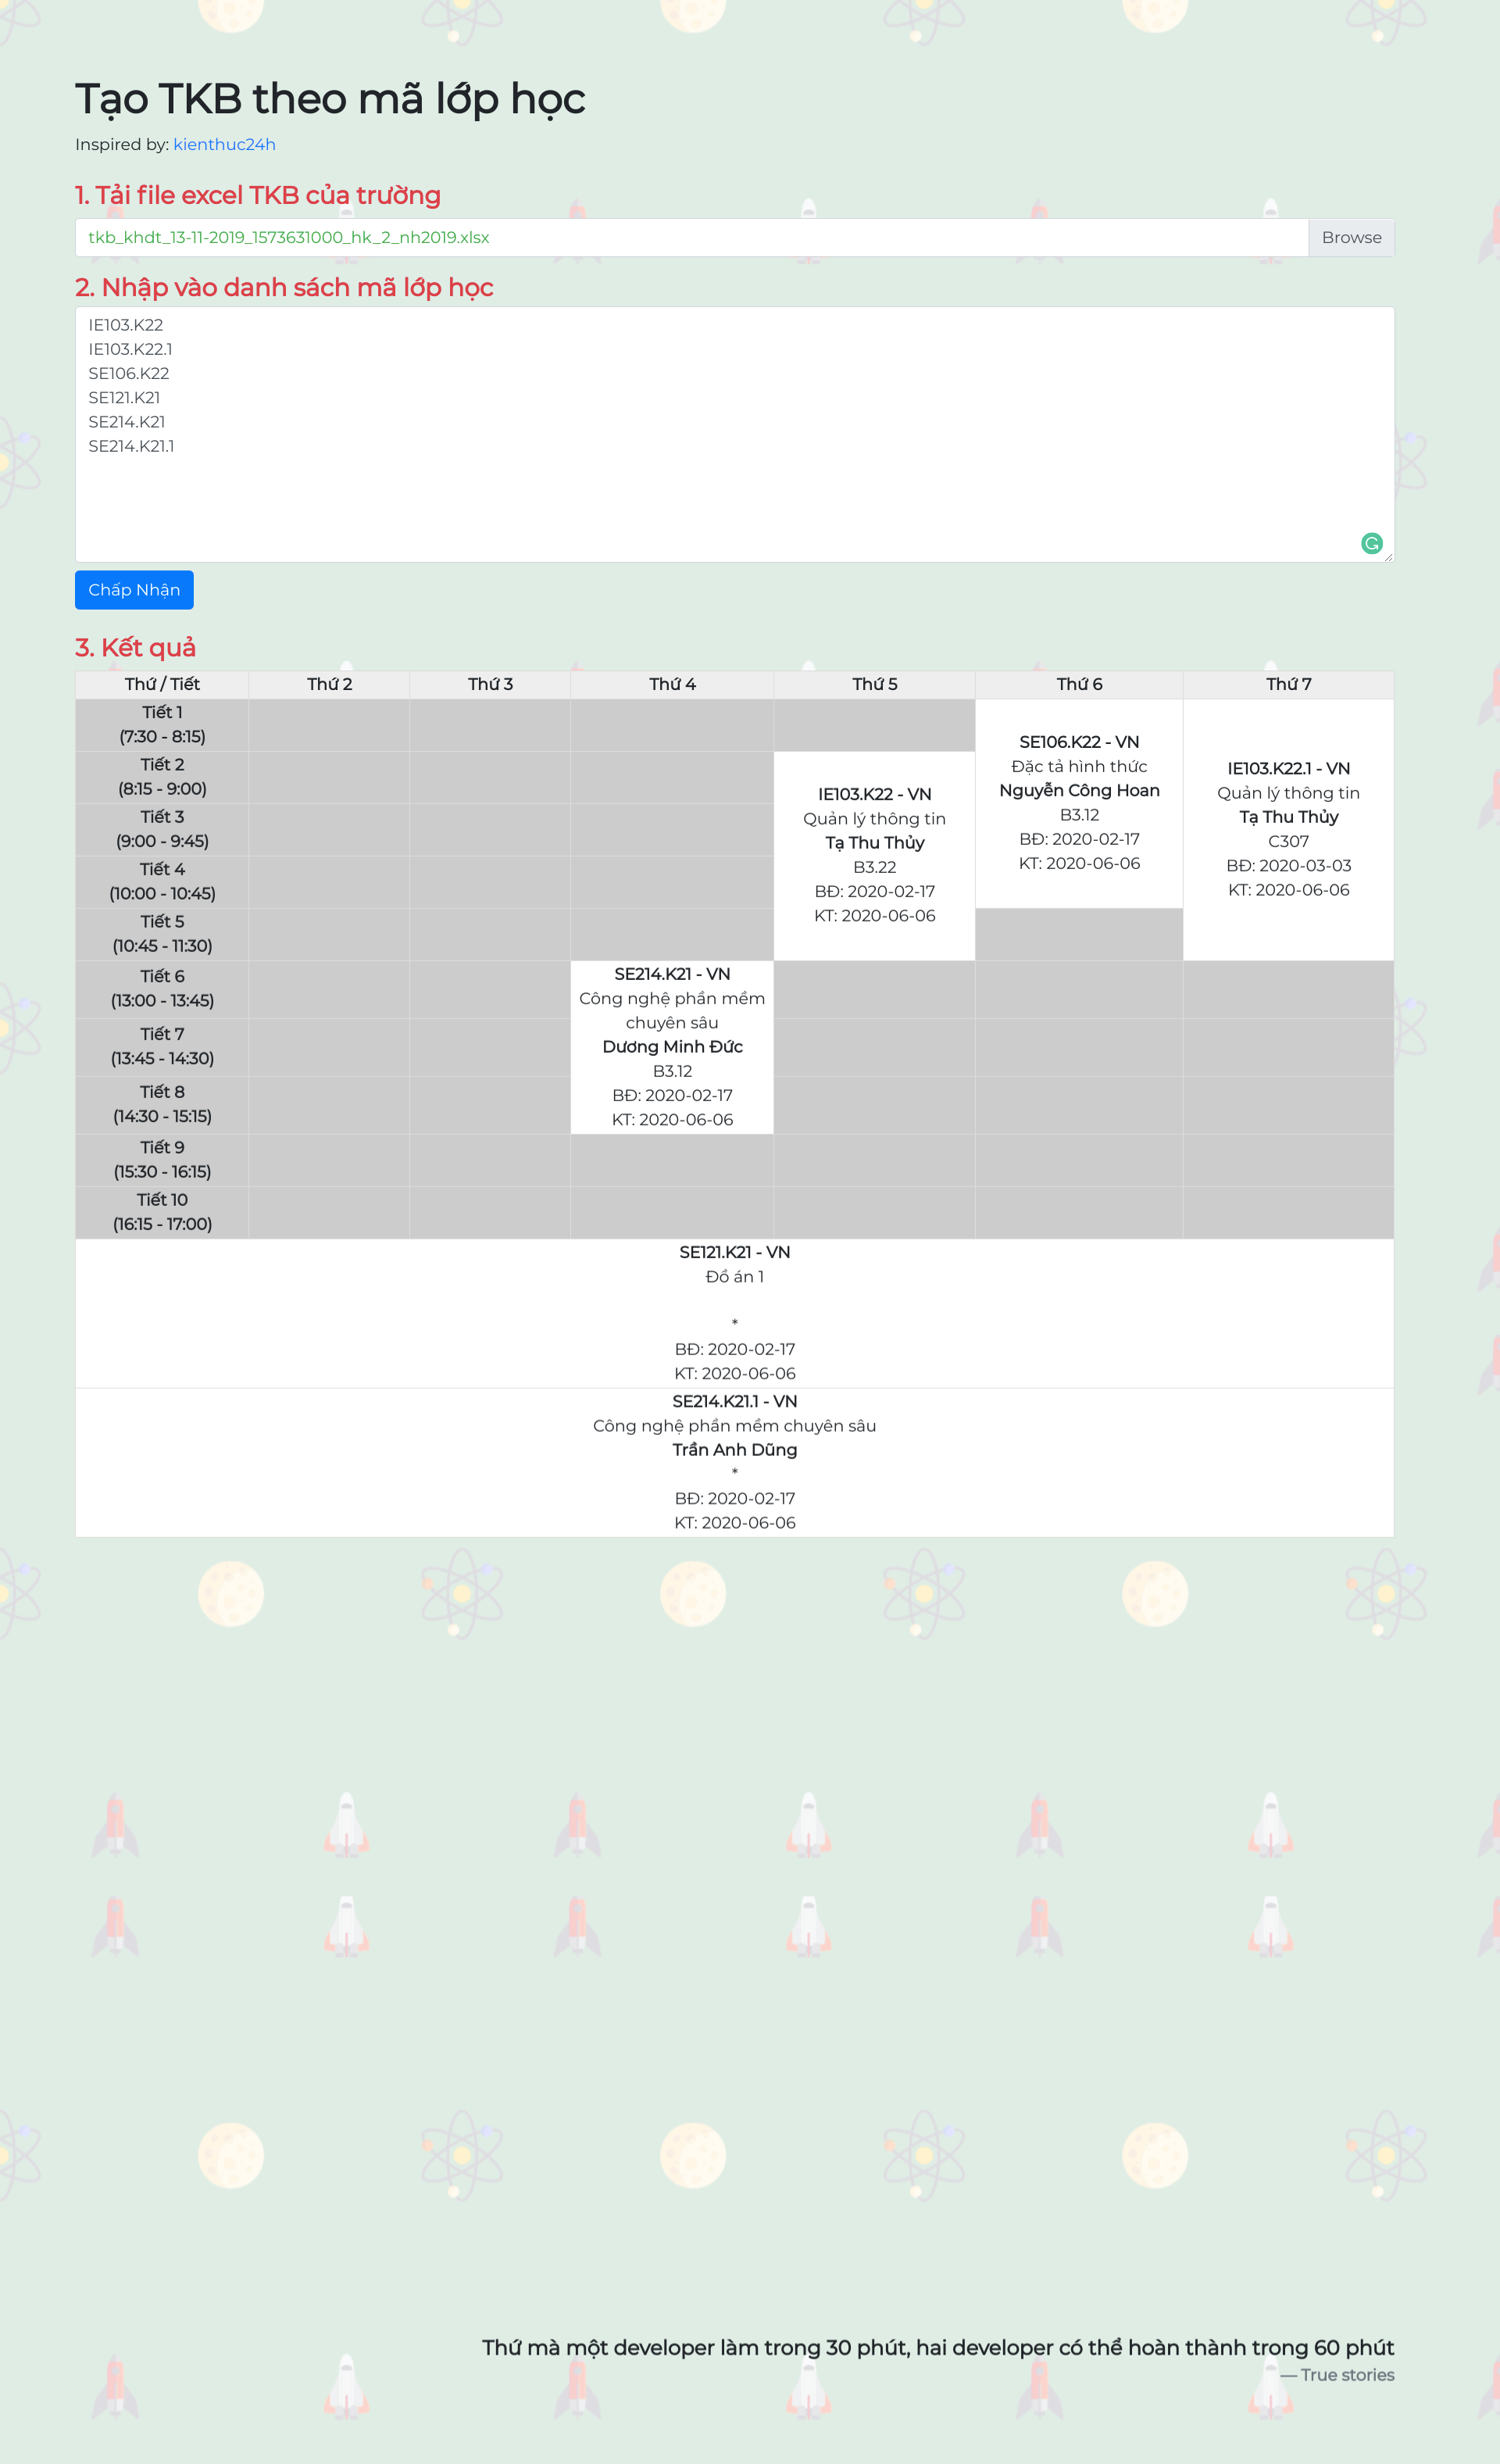 Tạo TKB theo mã lớp học
Inspired by: kienthuc24h
1. Tải file excel TKB của trường
tkb_khdt_13-11-2019_1573631000_hk_2_nh2019.xlsx
Browse
2. Nhập vào danh sách mã lớp học
IE103.K22
IE103.K22.1
SE106.K22
SE121.K21
SE214.K21
SE214.K21.1
Chấp Nhận
3. Kết quả
Thứ / Tiết
Thứ 2
Thứ 3
Thứ 4
Thứ 5
Thứ 6
Thứ 7
Tiết 1
(7:30 - 8:15)
SE106.K22 - VN
Đặc tả hình thức
Nguyễn Công Hoan
B3.12
BĐ: 2020-02-17
KT: 2020-06-06
IE103.K22.1 - VN
Quản lý thông tin
Tạ Thu Thủy
C307
BĐ: 2020-03-03
KT: 2020-06-06
Tiết 2
(8:15 - 9:00)
IE103.K22 - VN
Quản lý thông tin
Tạ Thu Thủy
B3.22
BĐ: 2020-02-17
KT: 2020-06-06
Tiết 3
(9:00 - 9:45)
Tiết 4
(10:00 - 10:45)
Tiết 5
(10:45 - 11:30)
Tiết 6
(13:00 - 13:45)
SE214.K21 - VN
Công nghệ phần mềm
chuyên sâu
Dương Minh Đức
B3.12
BĐ: 2020-02-17
KT: 2020-06-06
Tiết 7
(13:45 - 14:30)
Tiết 8
(14:30 - 15:15)
Tiết 9
(15:30 - 16:15)
Tiết 10
(16:15 - 17:00)
SE121.K21 - VN
Đồ án 1
*
BĐ: 2020-02-17
KT: 2020-06-06
SE214.K21.1 - VN
Công nghệ phần mềm chuyên sâu
Trần Anh Dũng
*
BĐ: 2020-02-17
KT: 2020-06-06
Thứ mà một developer làm trong 30 phút, hai developer có thể hoàn thành trong 60 phút
— True stories